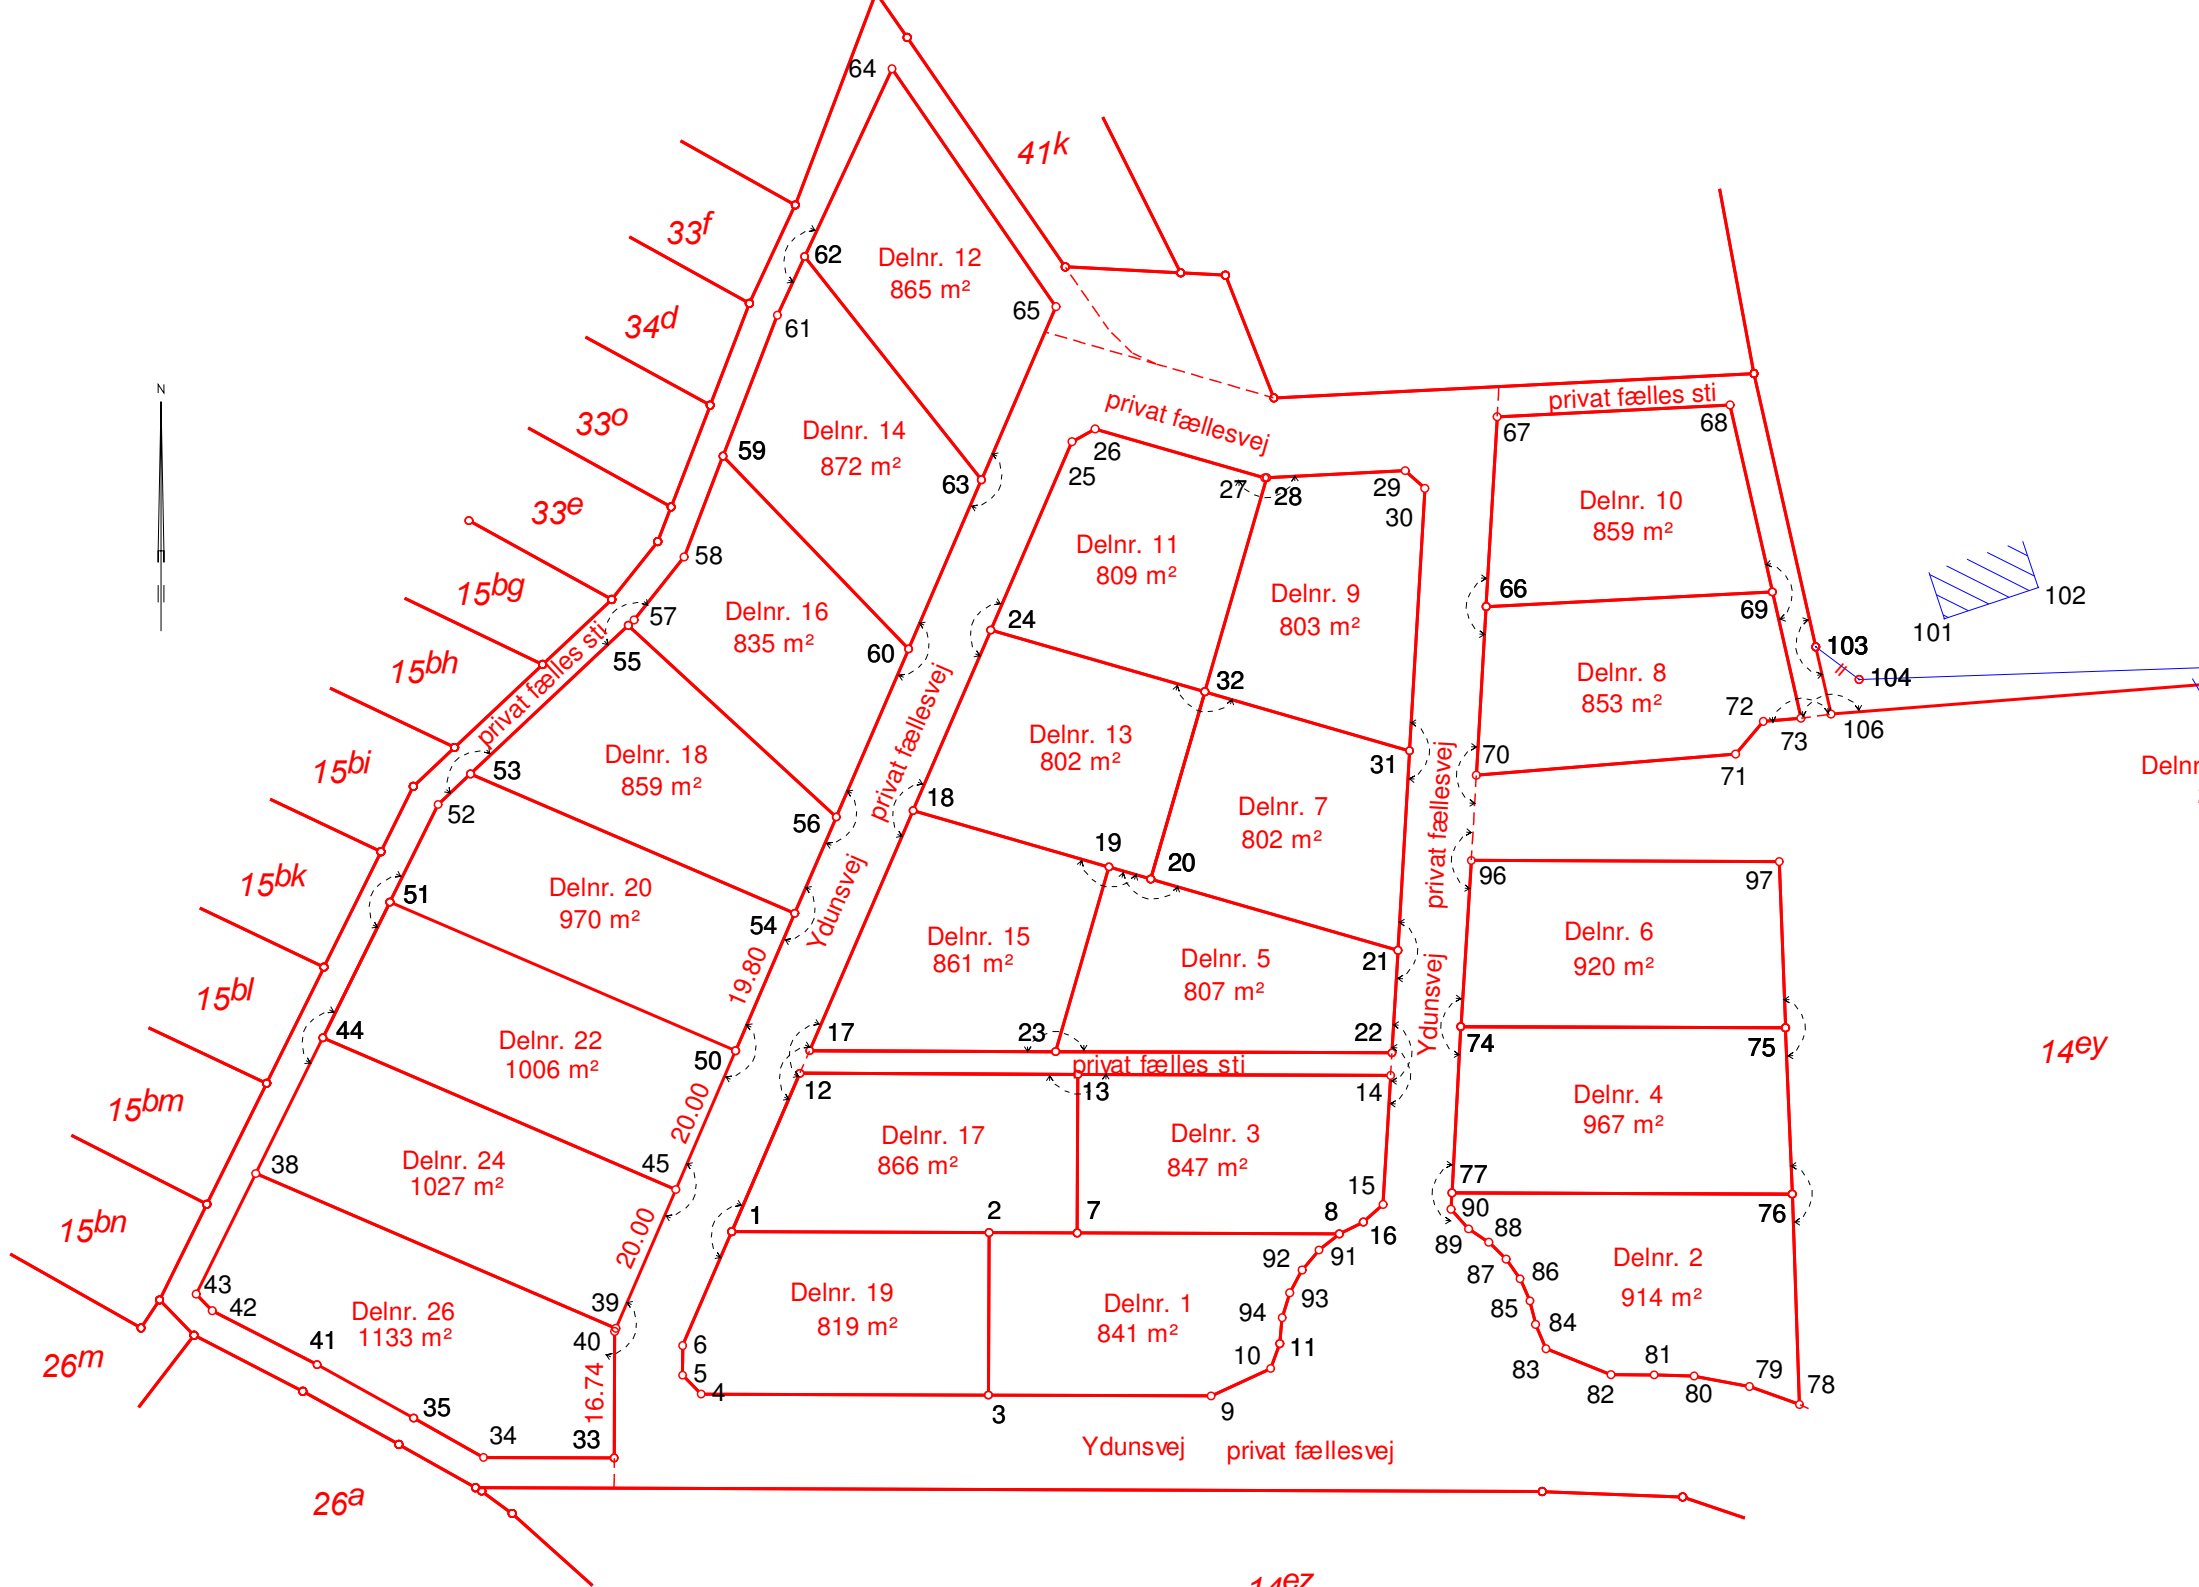 64
41k
33f
62
Delnr. 12
865 m²
65
61
34d
N
privat fællesvej
privat fælles sti
67
68
33o
59
Delnr. 14
872 m²
63
26
25
27
28
29
30
Delnr. 10
859 m²
33e
58
Delnr. 11
809 m²
Delnr. 9
803 m²
66
69
102
101
15bg
57
55
Delnr. 16
835 m²
60
24
103
104
15bh
privat fælles sti
32
Delnr. 8
853 m²
72
73
106
15bi
53
52
Delnr. 18
859 m²
56
privat fællesvej
18
Delnr. 13
802 m²
31
70
71
Delnr
Delnr. 7
802 m²
privat fællesvej
19
20
96
97
15bk
51
Delnr. 20
970 m²
54
Ydunsvej
Delnr. 15
861 m²
Delnr. 5
807 m²
21
Delnr. 6
920 m²
15bl
19.80
Ydunsvej
44
Delnr. 22
1006 m²
50
17
23
22
74
75
14ey
privat fælles sti
12
13
14
15bm
20.00
Delnr. 17
866 m²
Delnr. 3
847 m²
Delnr. 4
967 m²
38
Delnr. 24
1027 m²
45
15
77
15bn
20.00
1
2
7
8
16
90
76
89
88
87
86
85
84
83
92
91
93
94
Delnr. 2
914 m²
43
42
Delnr. 26
1133 m²
39
40
Delnr. 19
819 m²
Delnr. 1
841 m²
41
6
5
4
10
11
26m
16.74
82
81
80
79
78
35
34
33
3
9
Ydunsvej
privat fællesvej
26a
14ez